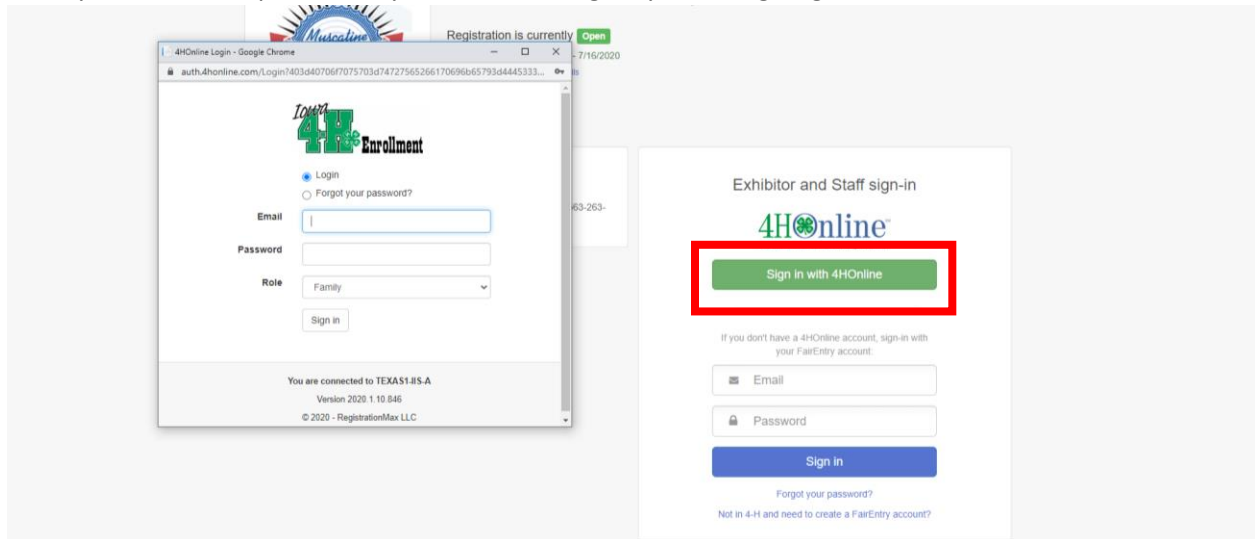 Muscatine
Registration is currently Open
- 7/16/2020
4HOnline Login - Google Chrome
auth.4honline.com/Login?403d40706f7075703d74727565266170696b65793d4445333...
Iowa
4-H Enrollment
Login
Forgot your password?
Email
Password
Role
Family
Sign in
You are connected to TEXAS1-IIS-A
Version 2020.1.10.846
© 2020 - RegistrationMax LLC
63-263-
Exhibitor and Staff sign-in
4HOnline
Sign in with 4HOnline
If you don't have a 4HOnline account, sign-in with
your FairEntry account:
Email
Password
Sign in
Forgot your password?
Not in 4-H and need to create a FairEntry account?